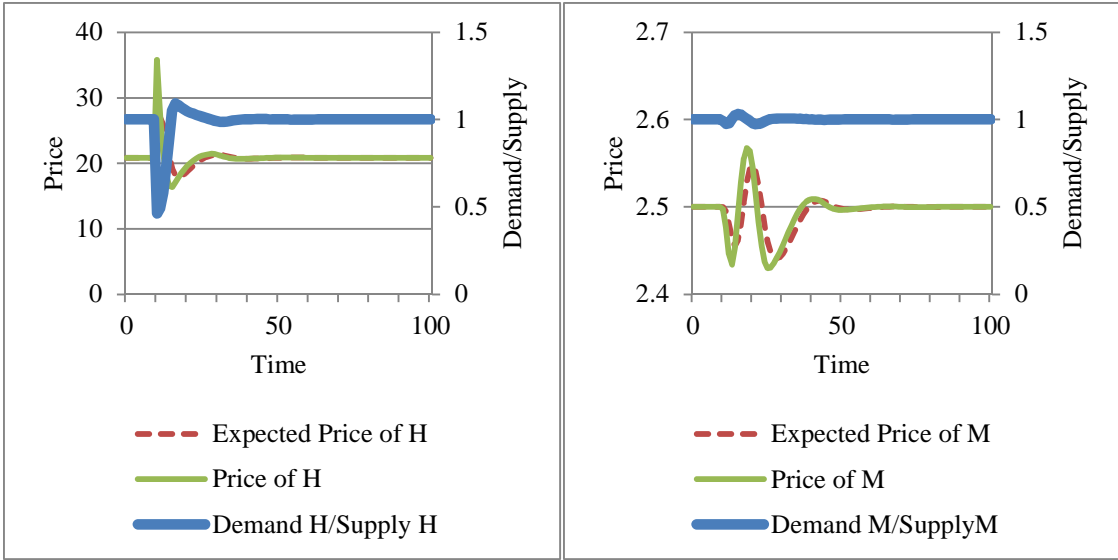 40
30
20
10
0
Price
1.5
1
0.5
0
Demand/Supply
0
50
100
Time
Expected Price of H
Price of H
Demand H/Supply H
2.7
2.6
2.5
2.4
Price
1.5
1
0.5
0
Demand/Supply
0
50
100
Time
Expected Price of M
Price of M
Demand M/SupplyM